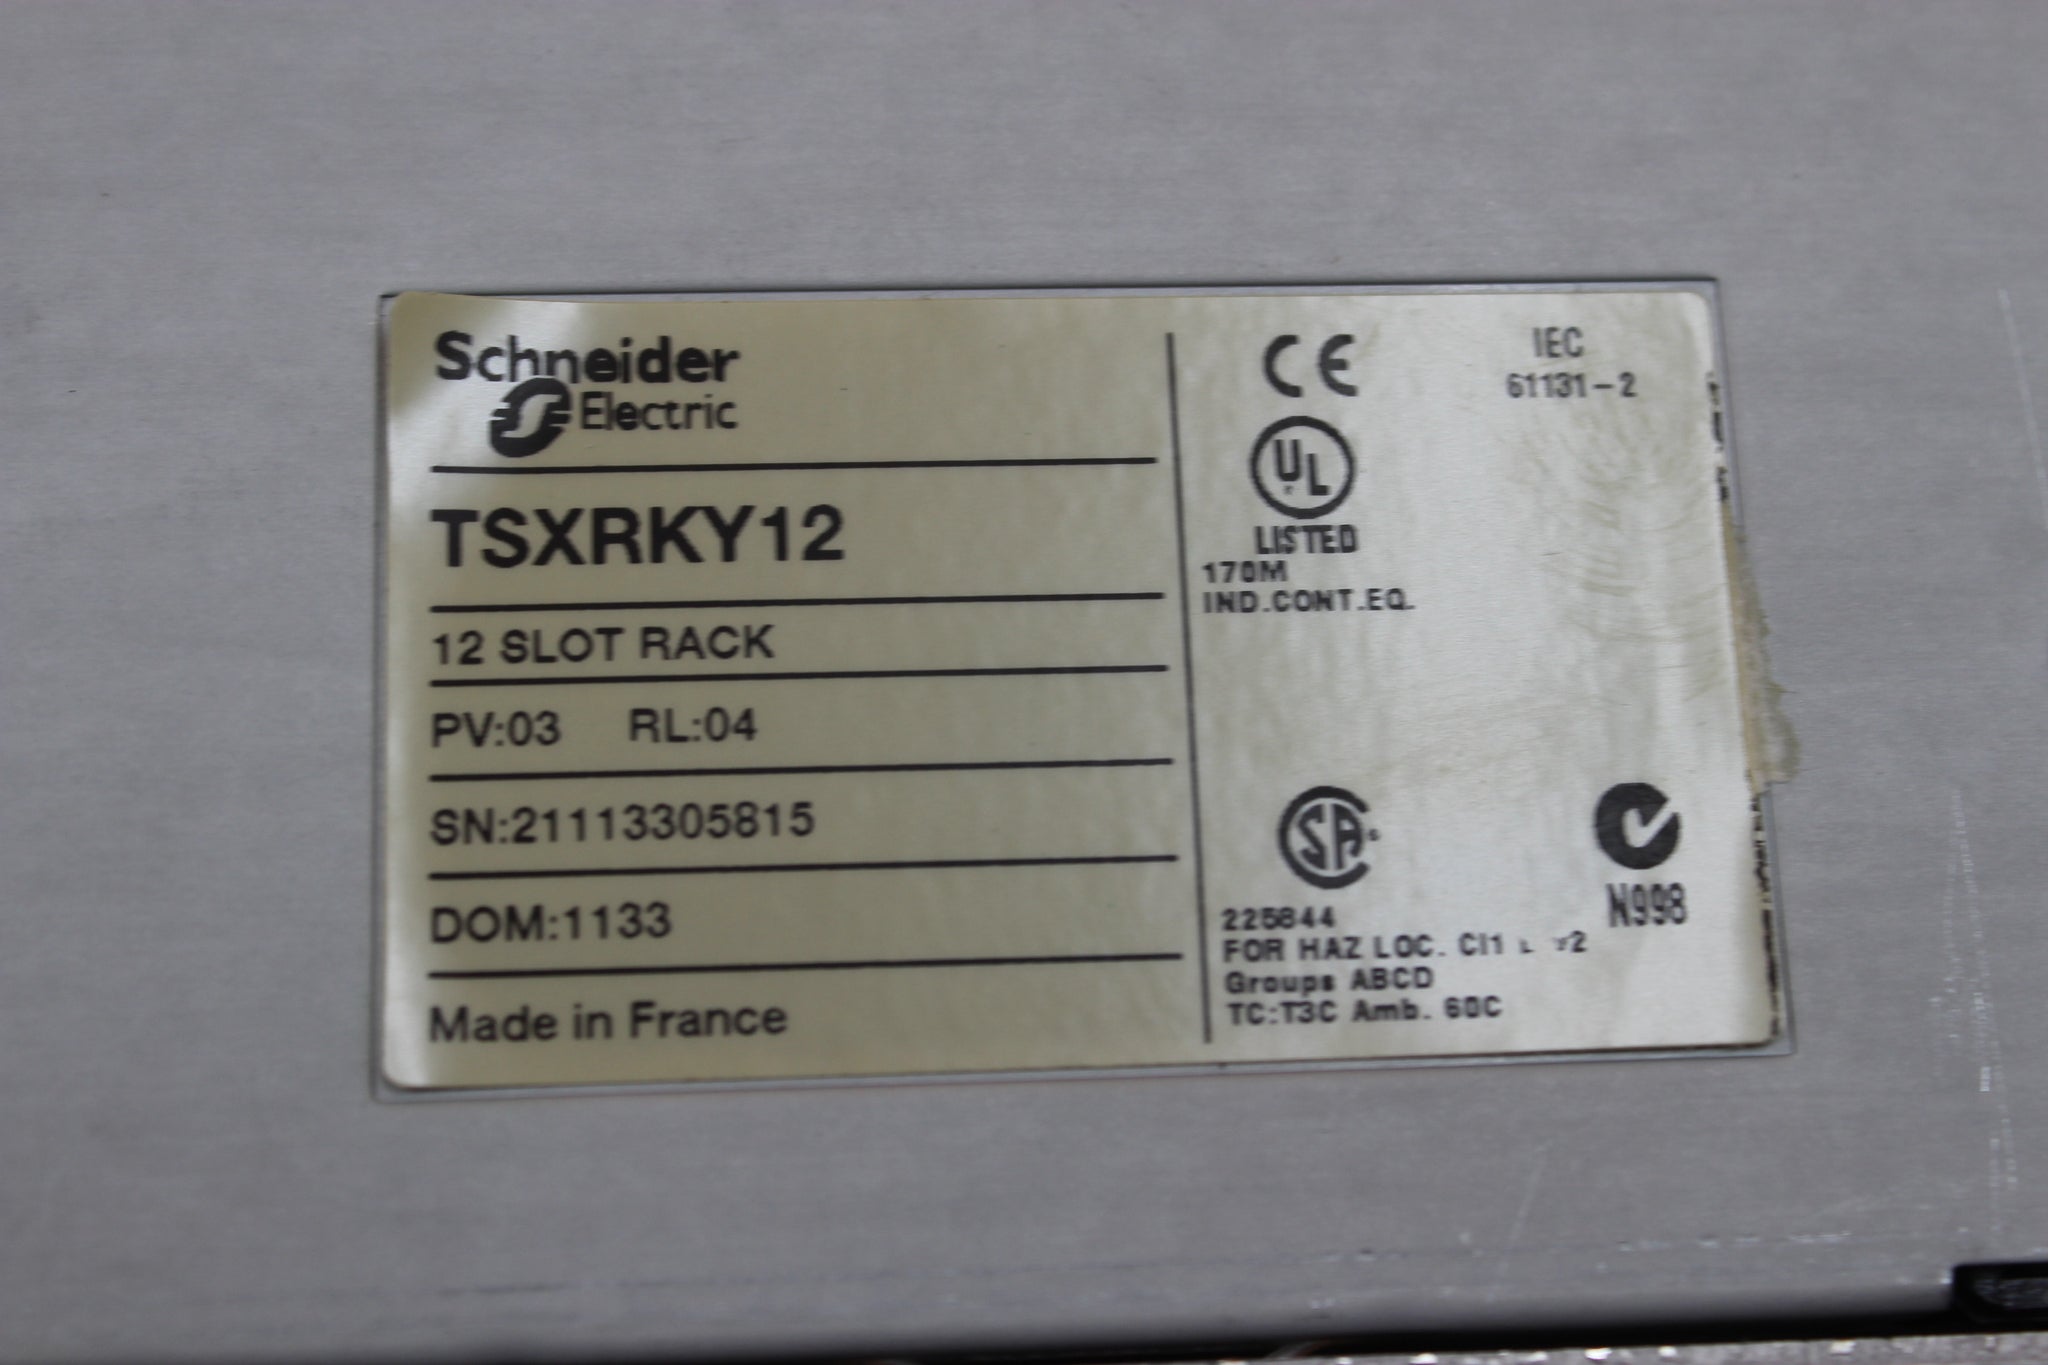 Schneider
Electric
TSXRKY12
12 SLOT RACK
PV:03 RL:04
SN:21113305815
DOM:1133
Made in France
CE
IEC
61131-2
UL
LISTED
170M
IND.CONT.EQ.
SA
N998
225844
FOR HAZ LOC. Cl1
Groups ABCD
TC:T3C Amb. 60C